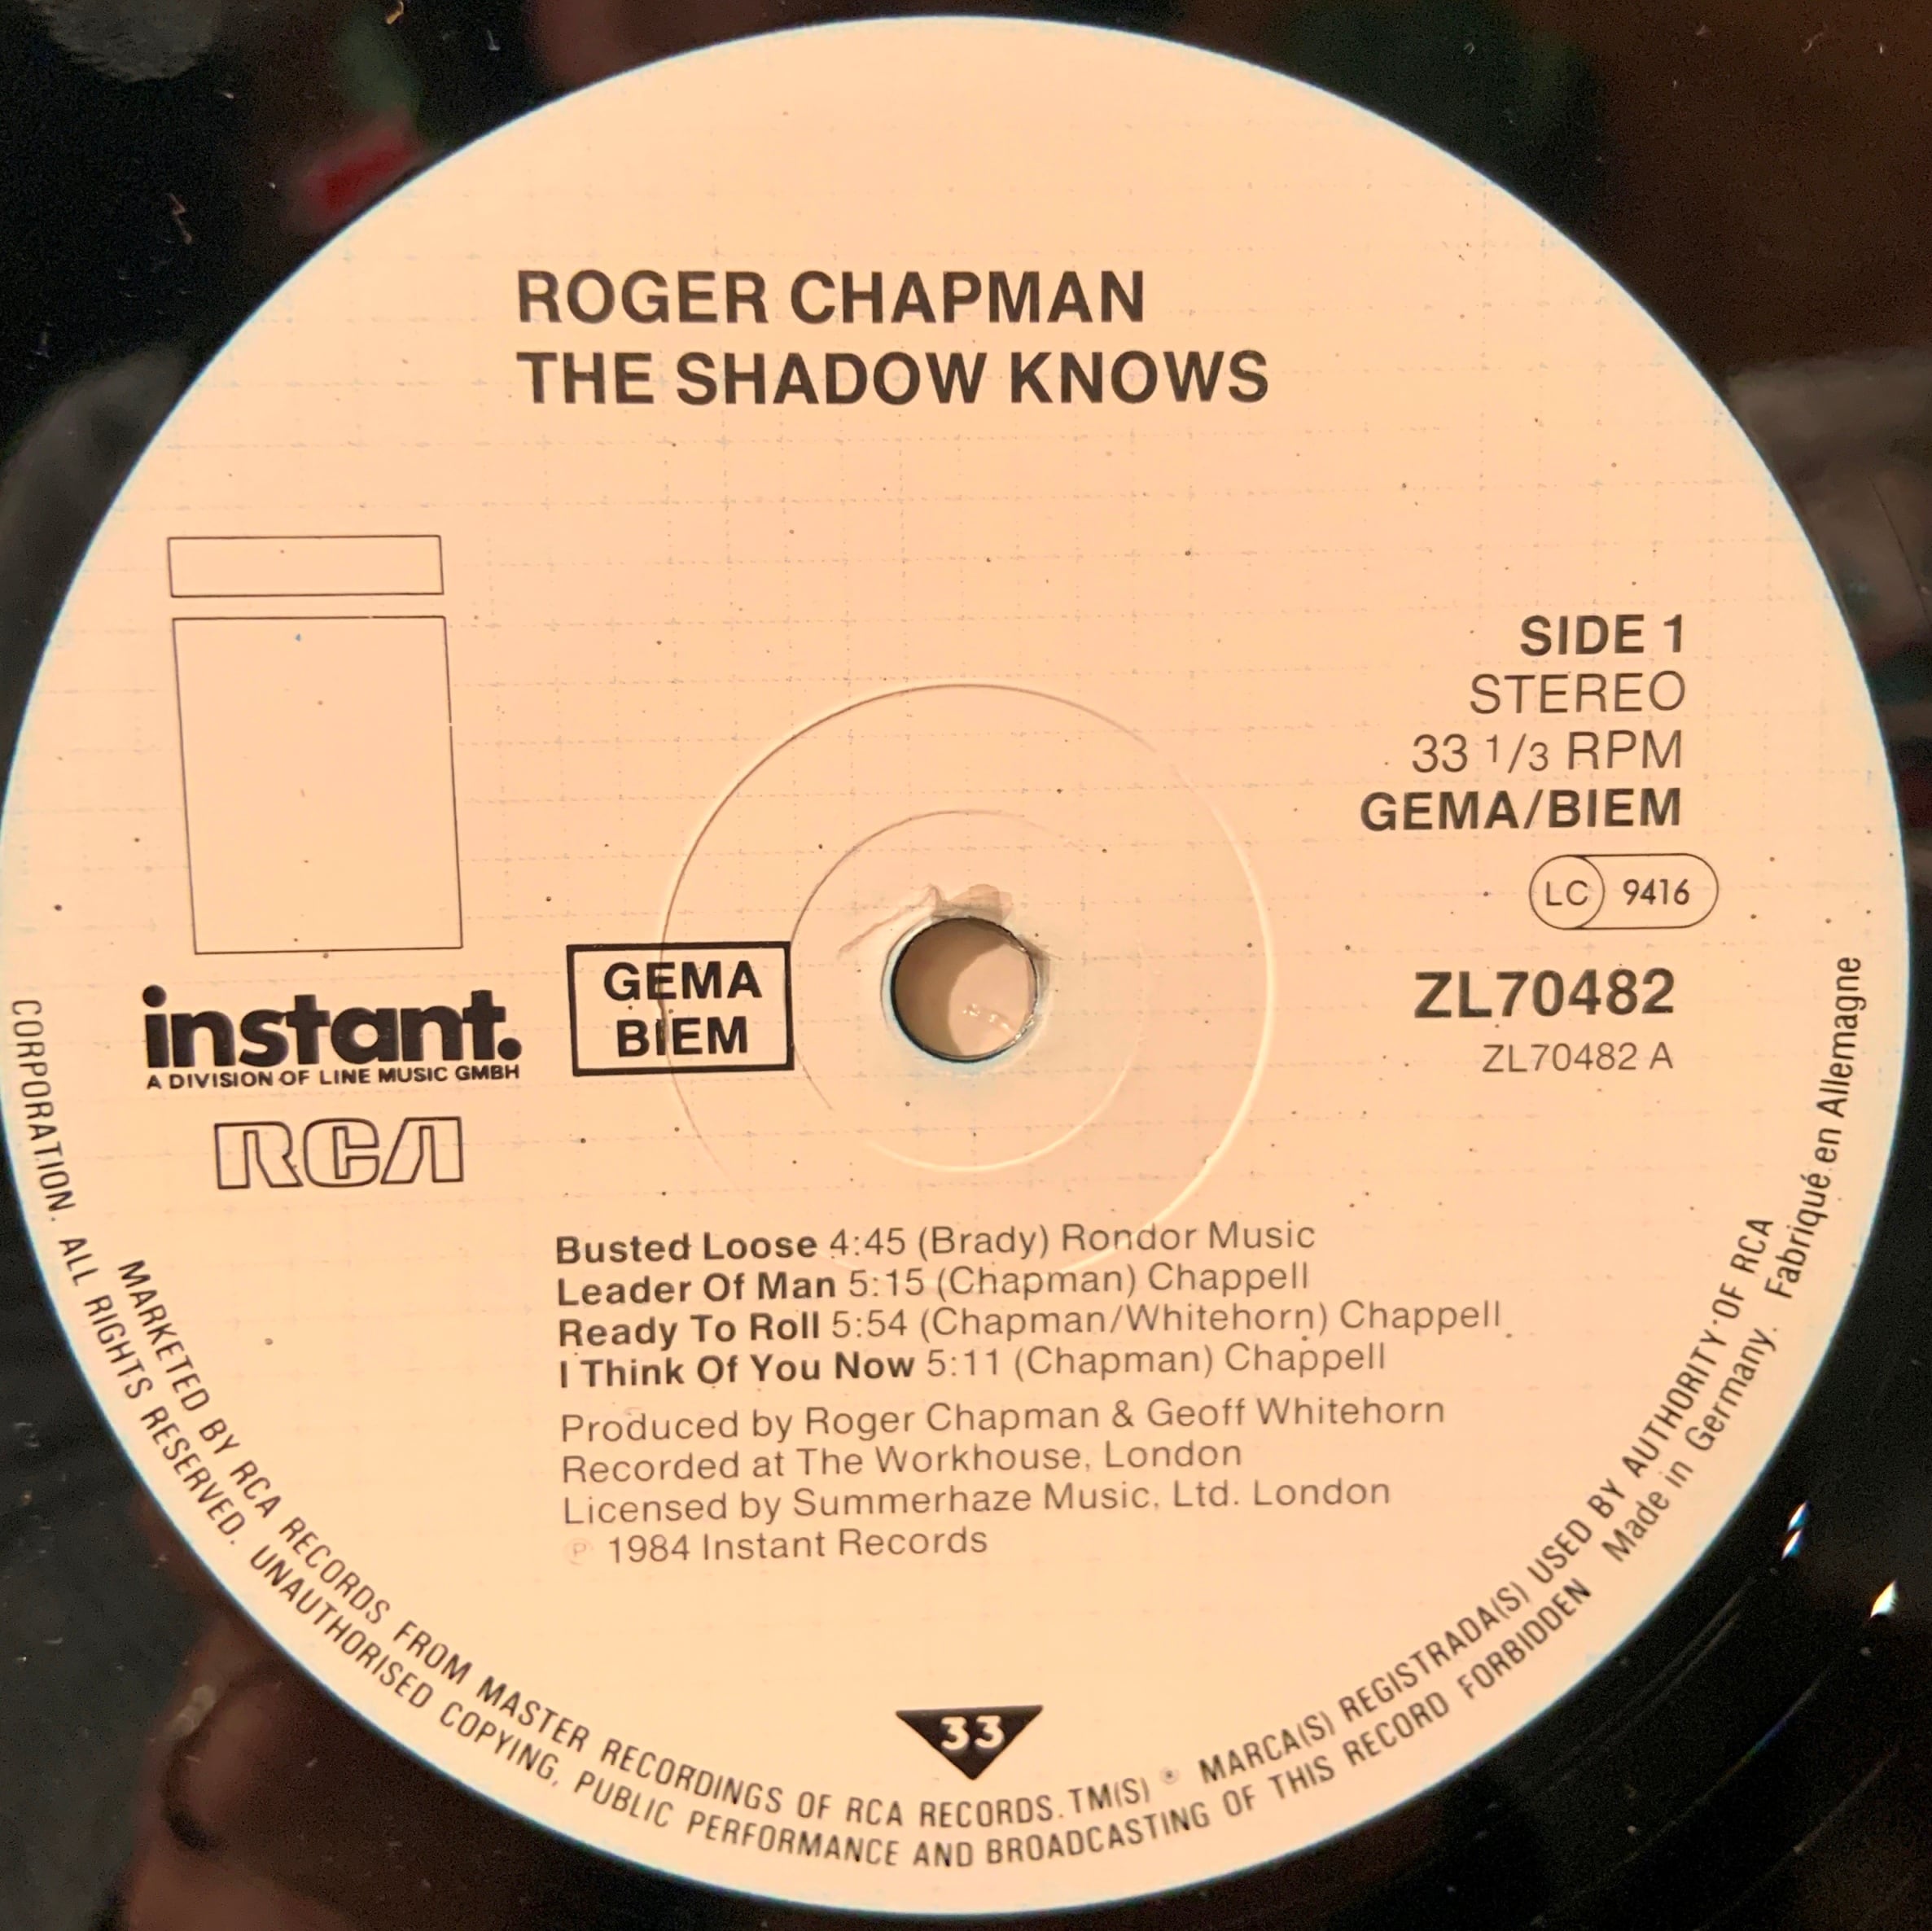 ROGER CHAPMAN
THE SHADOW KNOWS
SIDE 1
STEREO
33 1/3 RPM
GEMA/BIEM
LC 9416
ZL70482
ZL70482 A
instant.
A DIVISION OF LINE MUSIC GMBH
RCA
GEMA
BIEM
Busted Loose 4:45 (Brady) Rondor Music
Leader Of Man 5:15 (Chapman) Chappell
Ready To Roll 5:54 (Chapman/Whitehorn) Chappell
I Think Of You Now 5:11 (Chapman) Chappell
Produced by Roger Chapman & Geoff Whitehorn
Recorded at The Workhouse, London
Licensed by Summerhaze Music, Ltd. London
℗ 1984 Instant Records
33
MARKETED BY RCA RECORDS FROM MASTER RECORDINGS OF RCA RECORDS. TM(S) ® MARCA(S) REGISTRADA(S) USED BY AUTHORITY OF RCA
CORPORATION. ALL RIGHTS RESERVED. UNAUTHORISED COPYING, PUBLIC PERFORMANCE AND BROADCASTING OF THIS RECORD FORBIDDEN Made in Germany. Fabriqué en Allemagne